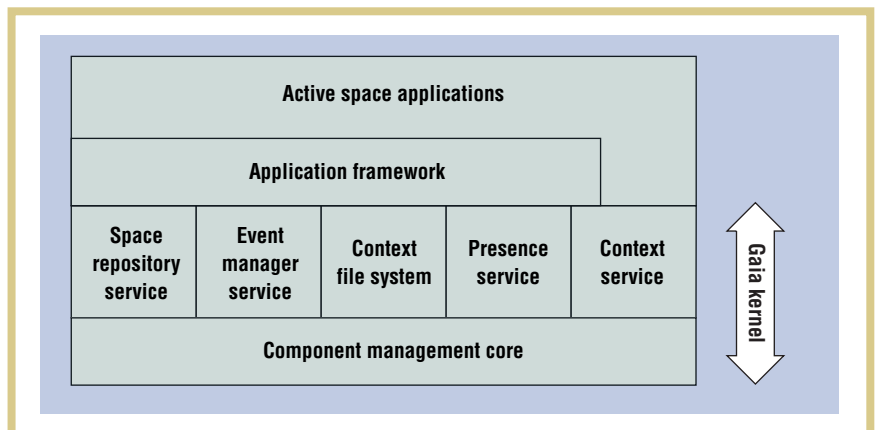 Active space applications
Application framework
Space
repository
service
Event
manager
service
Context
file system
Presence
service
Context
service
Gaia kernel
Component management core